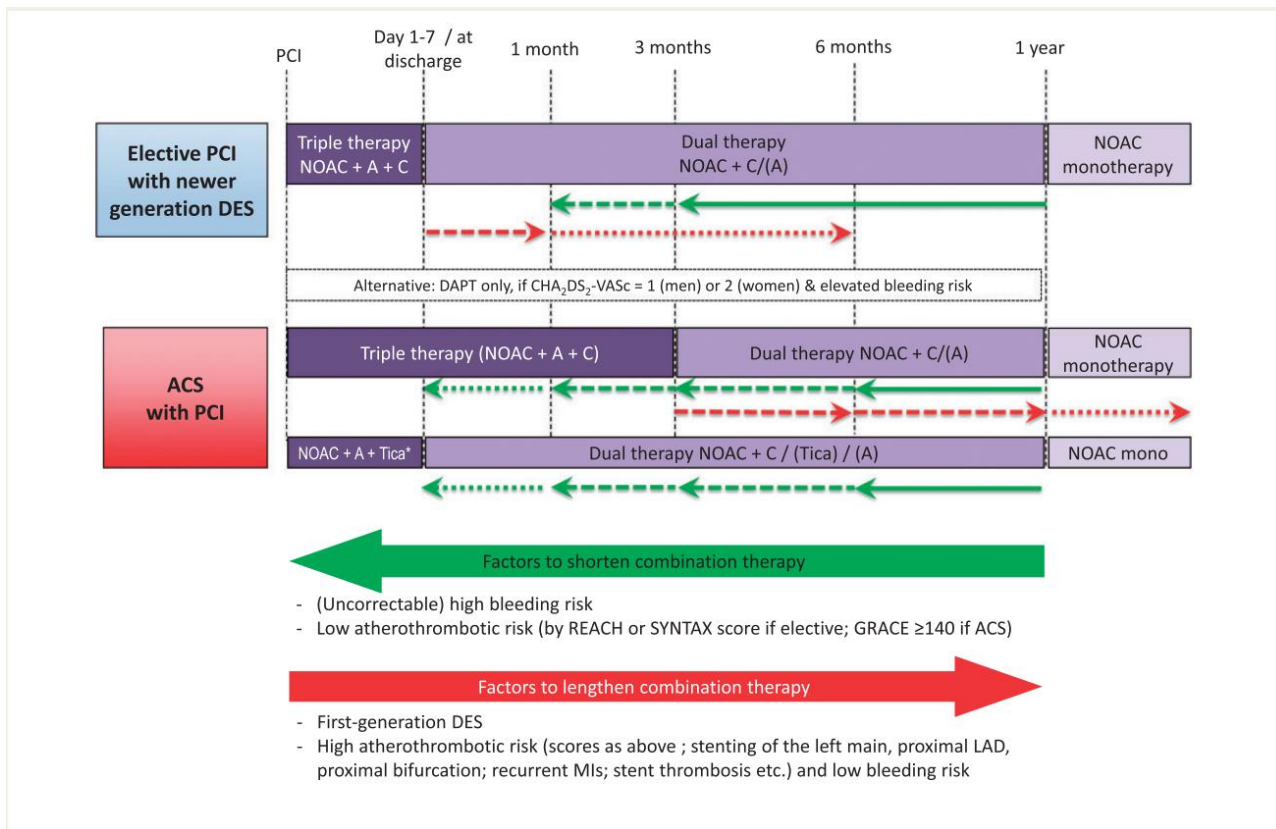 PCI
Day 1-7 / at
discharge
1 month
3 months
6 months
1 year
Elective PCI
with newer
generation DES
Triple therapy
NOAC + A + C
Dual therapy
NOAC + C/(A)
NOAC
monotherapy
Alternative: DAPT only, if CHA₂DS₂-VASc = 1 (men) or 2 (women) & elevated bleeding risk
ACS
with PCI
Triple therapy (NOAC + A + C)
Dual therapy NOAC + C/(A)
NOAC
monotherapy
NOAC + A + Tica*
Dual therapy NOAC + C / (Tica) / (A)
NOAC mono
Factors to shorten combination therapy
- (Uncorrectable) high bleeding risk
- Low atherothrombotic risk (by REACH or SYNTAX score if elective; GRACE ≥140 if ACS)
Factors to lengthen combination therapy
- First-generation DES
- High atherothrombotic risk (scores as above ; stenting of the left main, proximal LAD,
proximal bifurcation; recurrent MIs; stent thrombosis etc.) and low bleeding risk